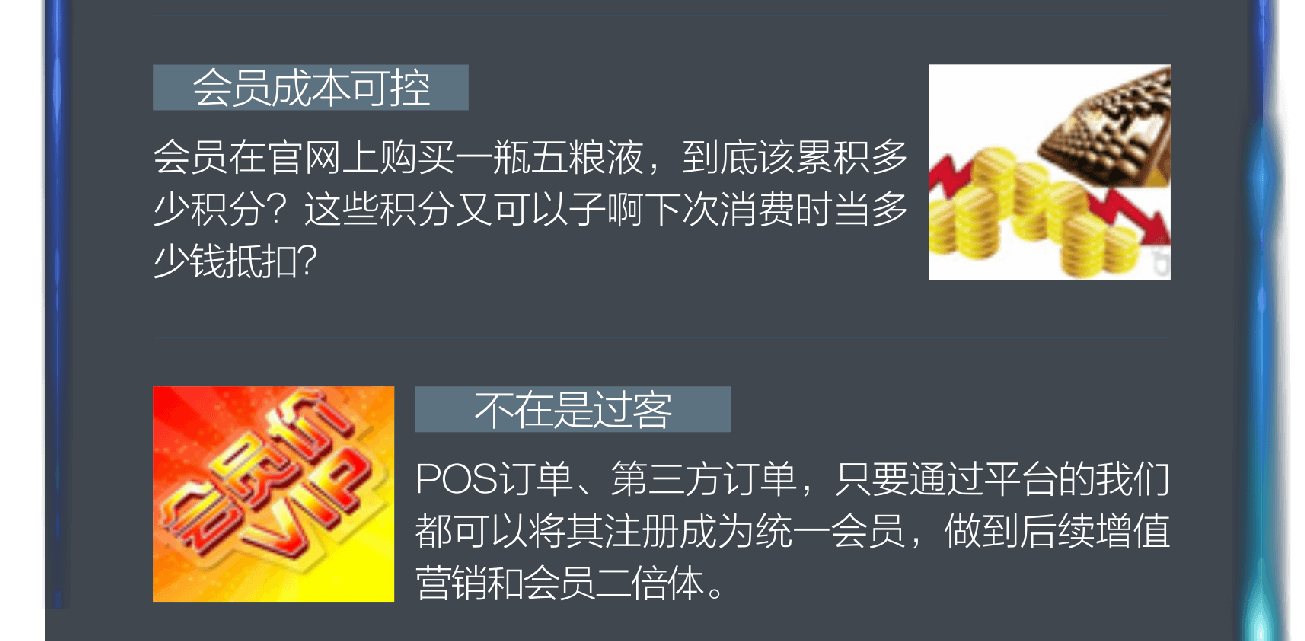 会员成本可控
会员在官网上购买一瓶五粮液，到底该累积多
少积分？这些积分又可以子啊下次消费时当多
少钱抵扣？
会员价
VIP
不在是过客
POS订单、第三方订单，只要通过平台的我们
都可以将其注册成为统一会员，做到后续增值
营销和会员二倍体。